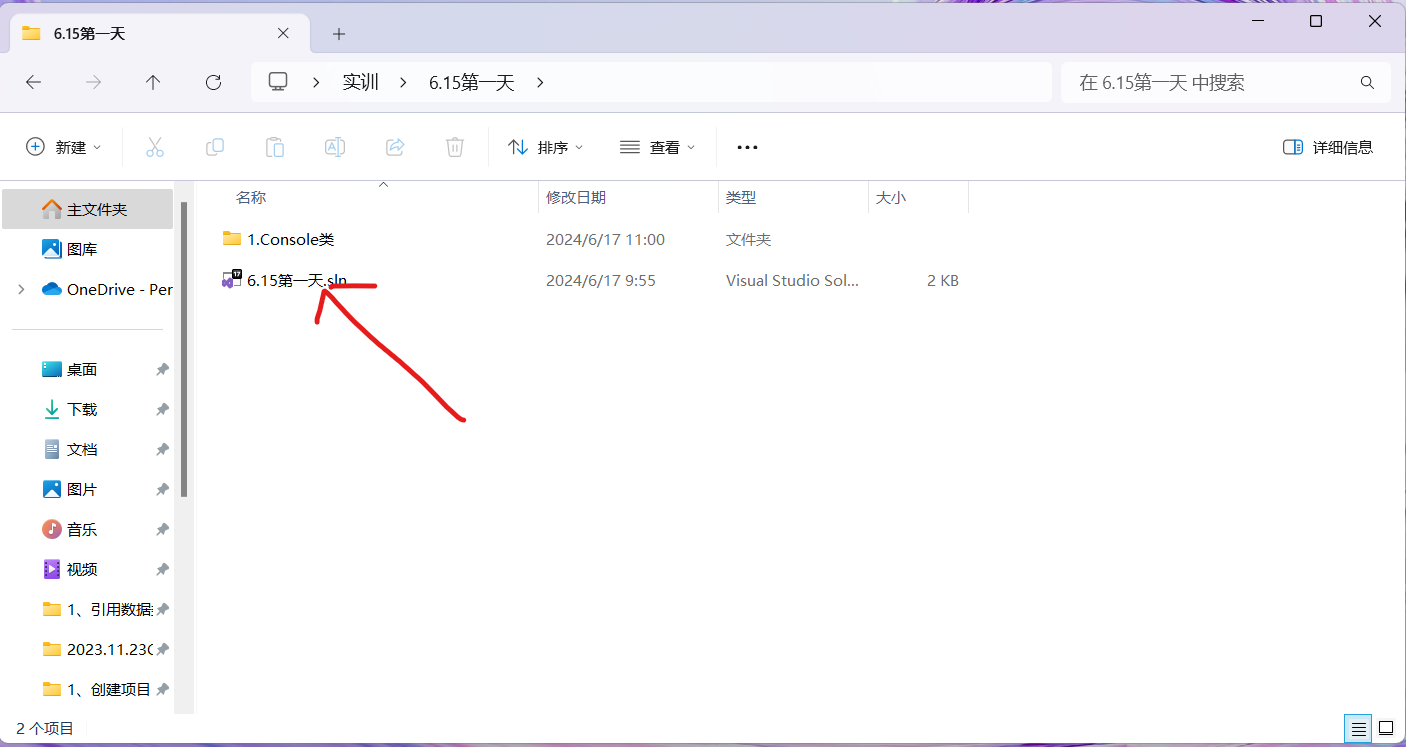 6.15第一天
实训 6.15第一天
在 6.15第一天 中搜索
新建 排序 查看 详细信息
名称 修改日期 类型 大小
1.Console类 2024/6/17 11:00 文件夹
17
6.15第一天.sln 2024/6/17 9:55 Visual Studio Sol... 2 KB
主文件夹
图库
OneDrive - Per
桌面
下载
文档
图片
音乐
视频
1、引用数据
2023.11.23C
1、创建项目
2 个项目